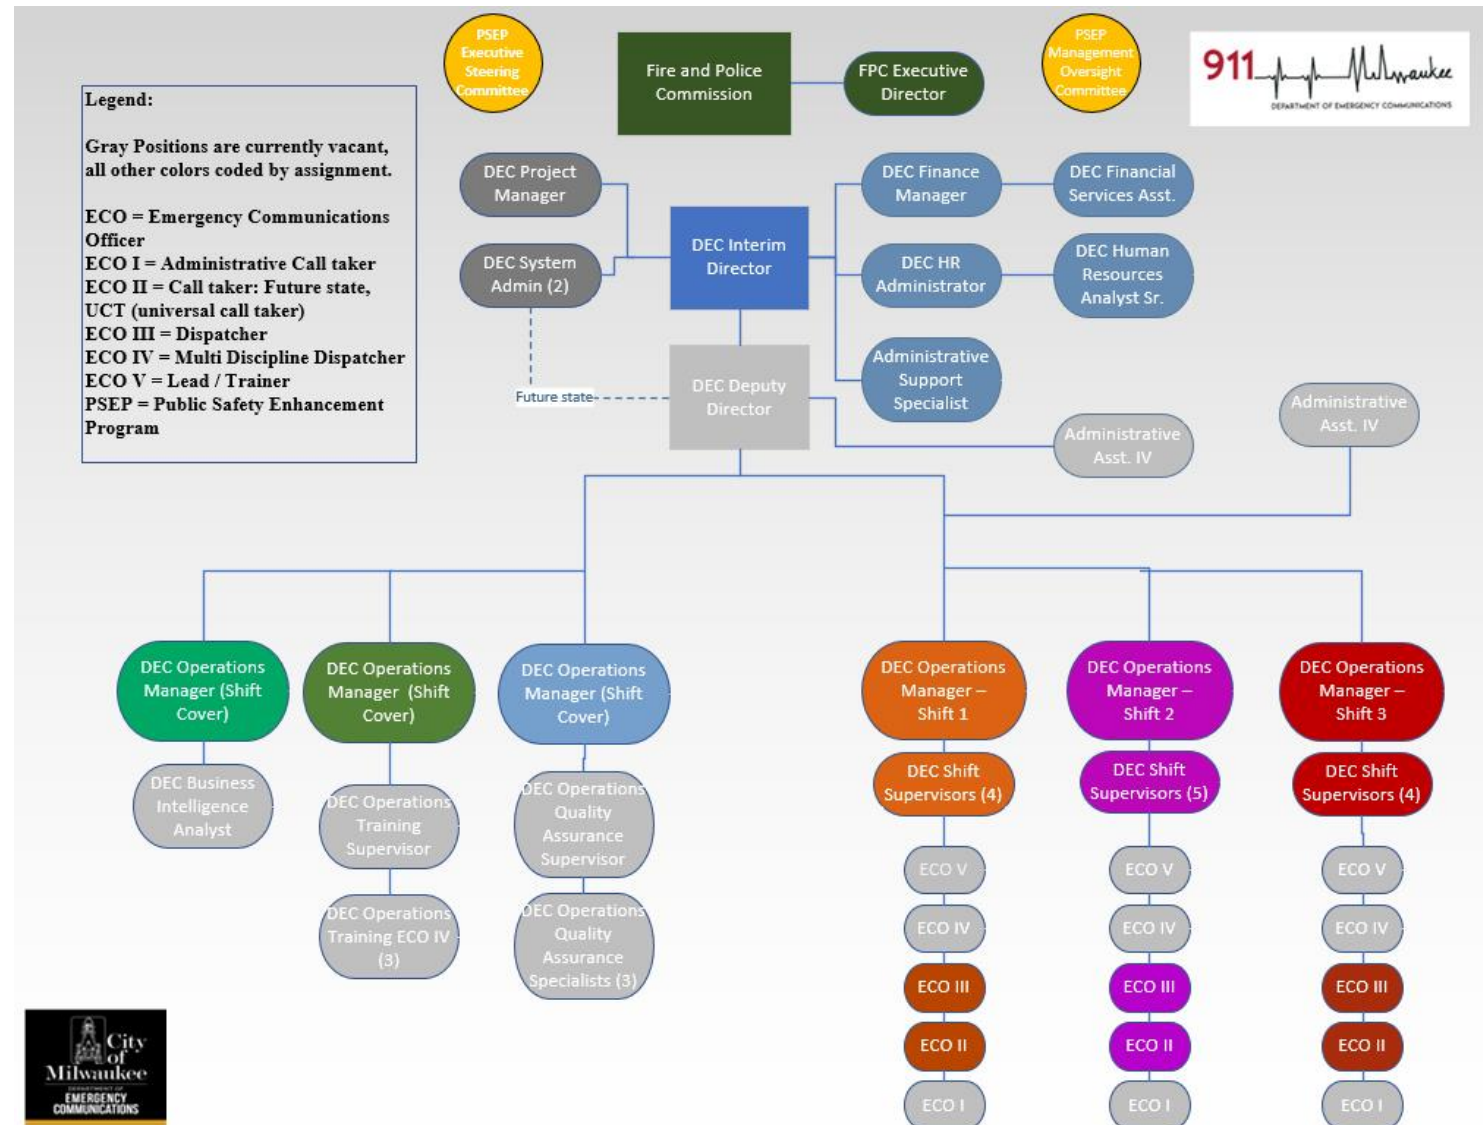 PSEP
Executive
Steering
Committee
Fire and Police
Commission
FPC Executive
Director
PSEP
Management
Oversight
Committee
911 Milwaukee
DEPARTMENT OF EMERGENCY COMMUNICATIONS
Legend:
Gray Positions are currently vacant,
all other colors coded by assignment.
ECO = Emergency Communications
Officer
ECO I = Administrative Call taker
ECO II = Call taker: Future state,
UCT (universal call taker)
ECO III = Dispatcher
ECO IV = Multi Discipline Dispatcher
ECO V = Lead / Trainer
PSEP = Public Safety Enhancement
Program
DEC Project
Manager
DEC System
Admin (2)
DEC Interim
Director
DEC Finance
Manager
DEC Financial
Services Asst.
DEC HR
Administrator
DEC Human
Resources
Analyst Sr.
Administrative
Support
Specialist
Future state
DEC Deputy
Director
Administrative
Asst. IV
Administrative
Asst. IV
DEC Operations
Manager (Shift
Cover)
DEC Operations
Manager (Shift
Cover)
DEC Operations
Manager (Shift
Cover)
DEC Operations
Manager –
Shift 1
DEC Operations
Manager –
Shift 2
DEC Operations
Manager –
Shift 3
DEC Business
Intelligence
Analyst
DEC Operations
Training
Supervisor
DEC Operations
Training ECO IV
(3)
DEC Operations
Quality
Assurance
Supervisor
DEC Operations
Quality
Assurance
Specialists (3)
DEC Shift
Supervisors (4)
ECO V
ECO IV
ECO III
ECO II
ECO I
DEC Shift
Supervisors (5)
ECO V
ECO IV
ECO III
ECO II
ECO I
DEC Shift
Supervisors (4)
ECO V
ECO IV
ECO III
ECO II
ECO I
City
of
Milwaukee
DEPARTMENT OF
EMERGENCY
COMMUNICATIONS